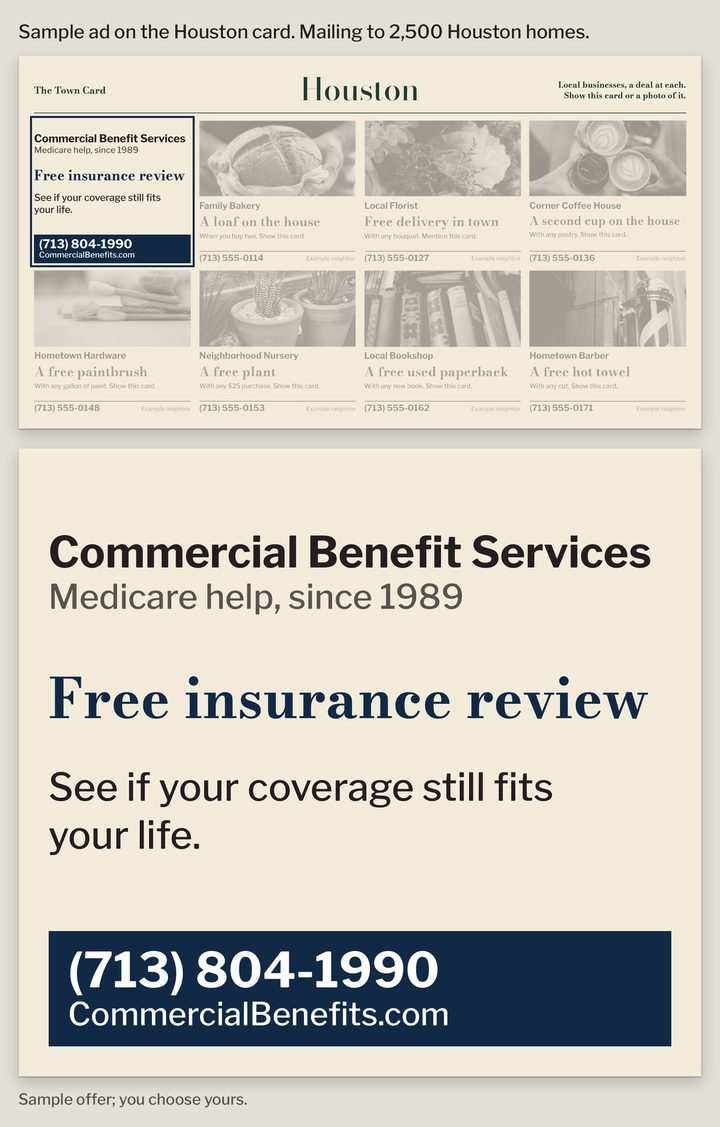 Sample ad on the Houston card. Mailing to 2,500 Houston homes.
The Town Card
Houston
Local businesses, a deal at each.
Show this card or a photo of it.
Commercial Benefit Services
Medicare help, since 1989
Free insurance review
See if your coverage still fits
your life.
(713) 804-1990
CommercialBenefits.com
Family Bakery
A loaf on the house
When you buy two. Show this card.
(713) 555-0114
Example neighbor
Local Florist
Free delivery in town
With any bouquet. Mention this card.
(713) 555-0127
Example neighbor
Corner Coffee House
A second cup on the house
With any pastry. Show this card.
(713) 555-0136
Example neighbor
Hometown Hardware
A free paintbrush
With any gallon of paint. Show this card.
(713) 555-0148
Example neighbor
Neighborhood Nursery
A free plant
With any $25 purchase. Show this card.
(713) 555-0153
Example neighbor
Local Bookshop
A free used paperback
With any new book. Show this card.
(713) 555-0162
Example neighbor
Hometown Barber
A free hot towel
With any cut. Show this card.
(713) 555-0171
Example neighbor
Commercial Benefit Services
Medicare help, since 1989
Free insurance review
See if your coverage still fits
your life.
(713) 804-1990
CommercialBenefits.com
Sample offer; you choose yours.